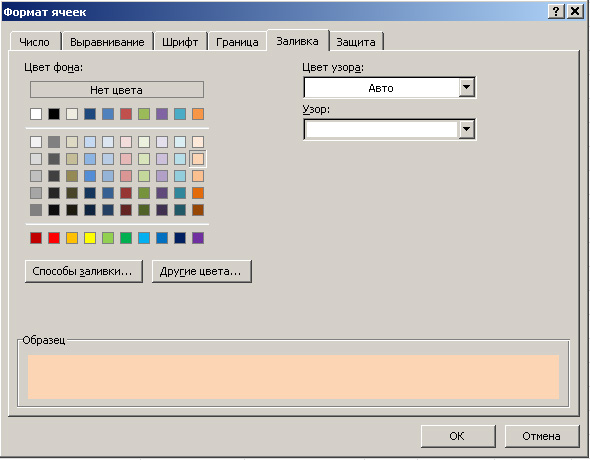 Формат ячеек
Число Выравнивание Шрифт Граница Заливка Защита
Цвет фона: Цвет узора:
Нет цвета Авто
Узор:
Способы заливки... Другие цвета...
Образец
ОК Отмена